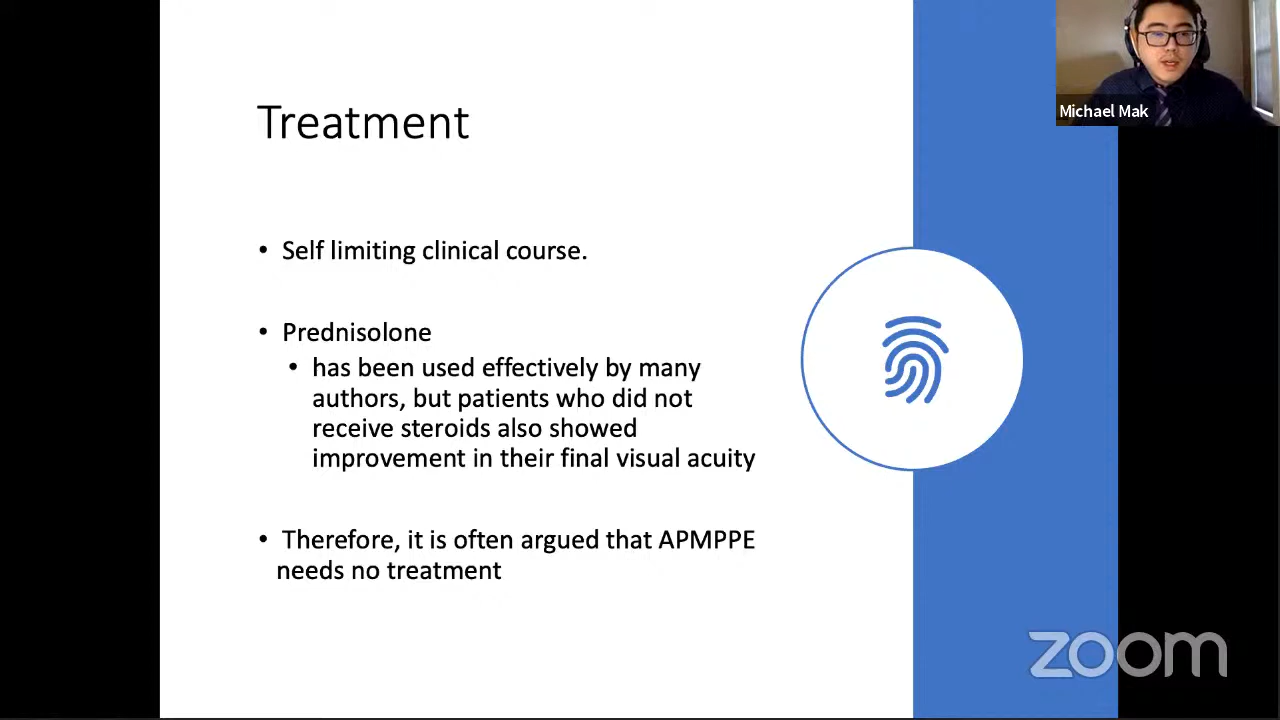 Treatment
• Self limiting clinical course.
• Prednisolone
• has been used effectively by many
authors, but patients who did not
receive steroids also showed
improvement in their final visual acuity
• Therefore, it is often argued that APMPPE
needs no treatment
Michael Mak
zoom